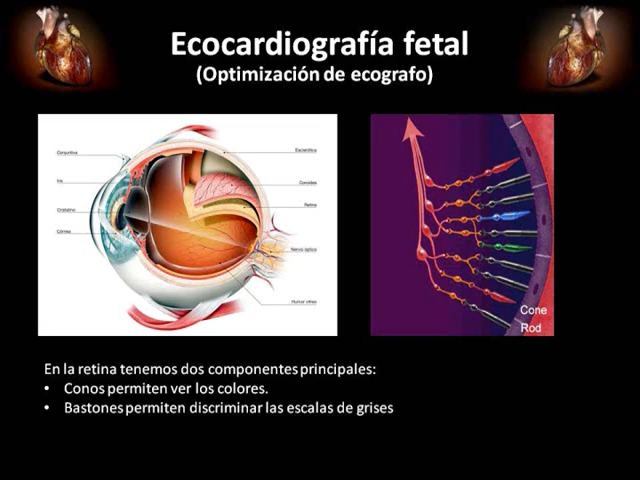 Ecocardiografía fetal
(Optimización de ecografo)
Conjuntiva
Iris
Cristalino
Córnea
Esclerótica
Coroides
Retina
Nervio óptico
Humor vítreo
Cone
Rod
En la retina tenemos dos componentes principales:
• Conos permiten ver los colores.
• Bastones permiten discriminar las escalas de grises